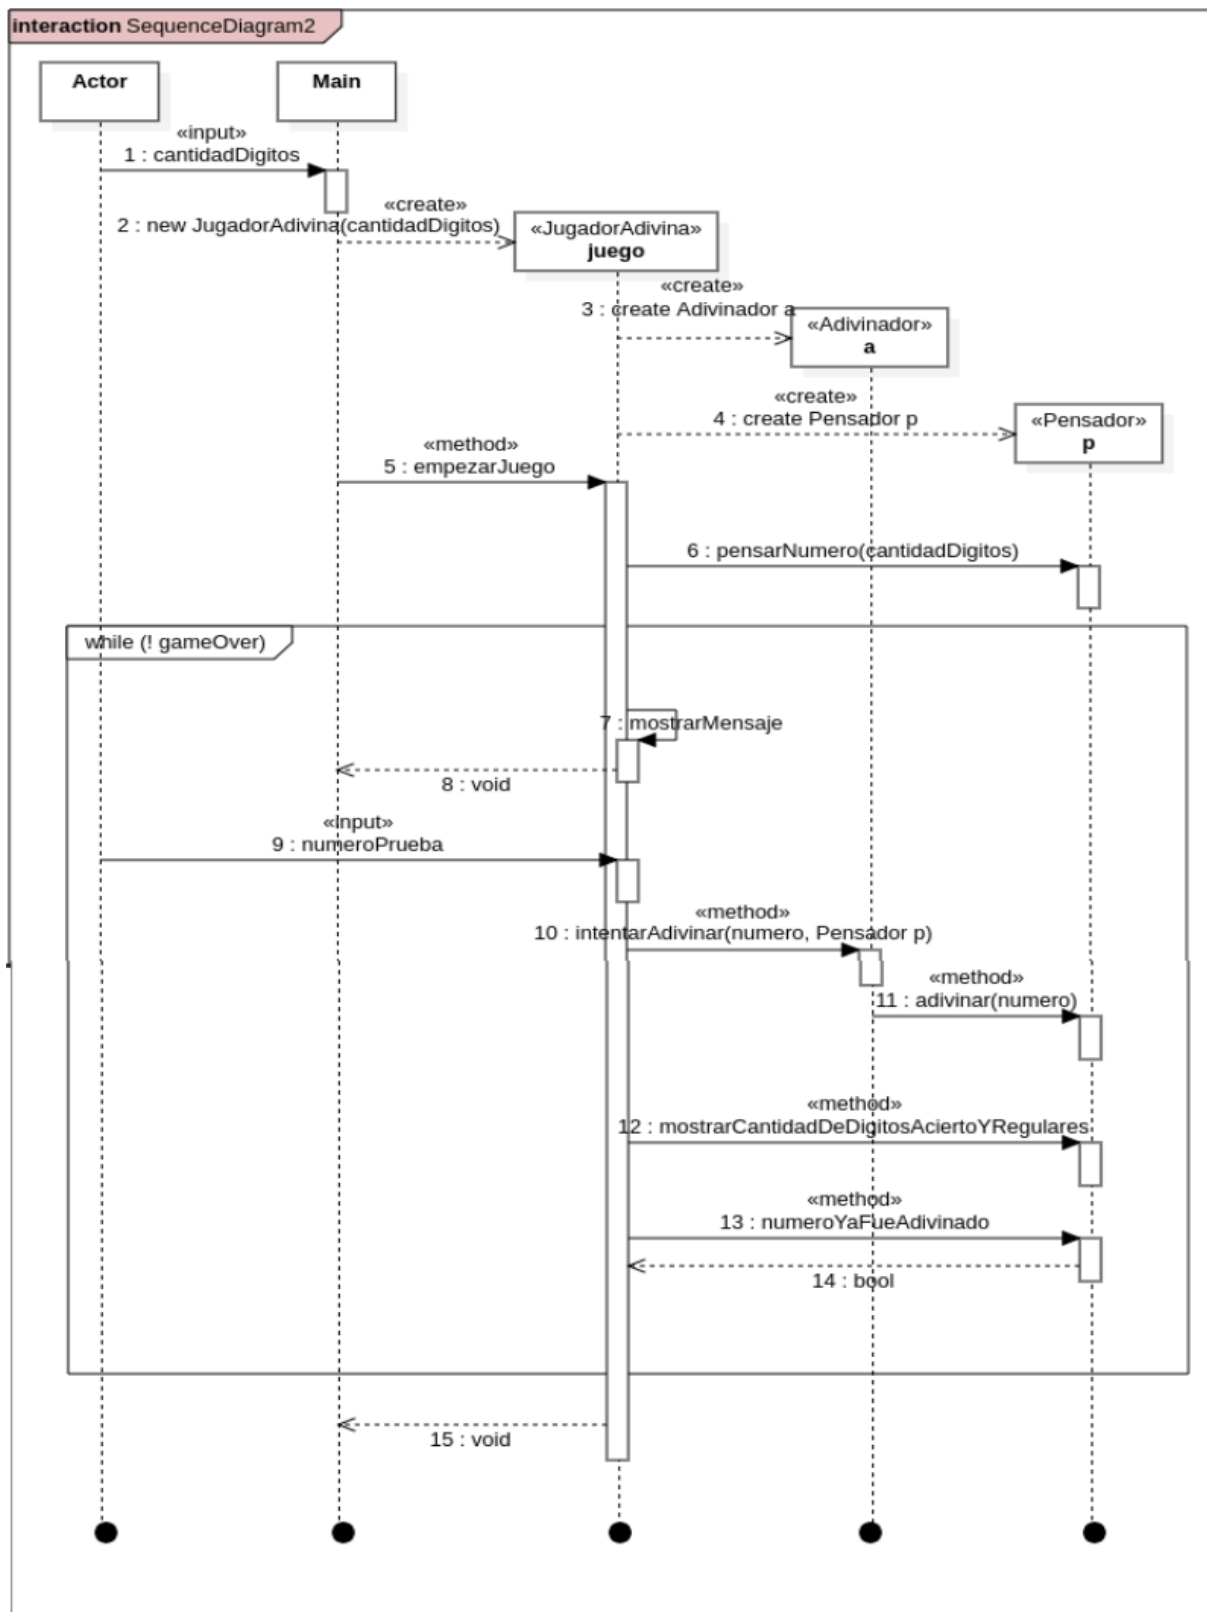 interaction SequenceDiagram2
Actor
Main
«input»
1 : cantidadDigitos
«create»
2 : new JugadorAdivina(cantidadDigitos)
«JugadorAdivina»
juego
«create»
3 : create Adivinador a
«Adivinador»
a
«create»
4 : create Pensador p
«Pensador»
p
«method»
5 : empezarJuego
6 : pensarNumero(cantidadDigitos)
while (! gameOver)
7 : mostrarMensaje
8 : void
«input»
9 : numeroPrueba
«method»
10 : intentarAdivinar(numero, Pensador p)
«method»
11 : adivinar(numero)
«method»
12 : mostrarCantidadDeDigitosAciertoYRegulares
«method»
13 : numeroYaFueAdivinado
14 : bool
15 : void